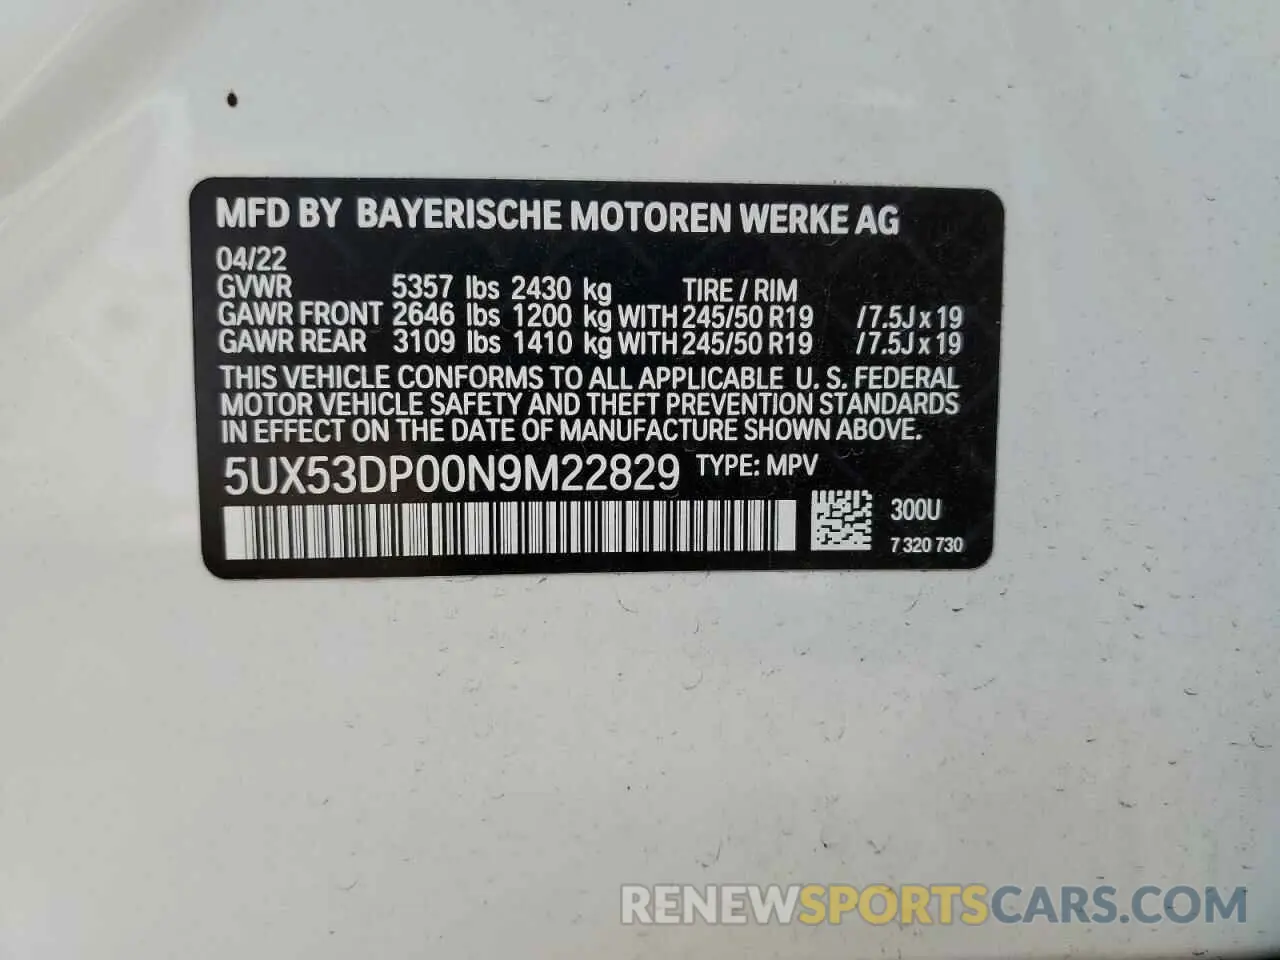 MFD BY BAYERISCHE MOTOREN WERKE AG
04/22
GVWR 5357 lbs 2430 kg TIRE / RIM
GAWR FRONT 2646 lbs 1200 kg WITH 245/50 R19 / 7.5J x 19
GAWR REAR 3109 lbs 1410 kg WITH 245/50 R19 / 7.5J x 19
THIS VEHICLE CONFORMS TO ALL APPLICABLE U. S. FEDERAL
MOTOR VEHICLE SAFETY AND THEFT PREVENTION STANDARDS
IN EFFECT ON THE DATE OF MANUFACTURE SHOWN ABOVE.
5UX53DP00N9M22829 TYPE: MPV
300U
7 320 730
RENEWSPORTSCARS.COM